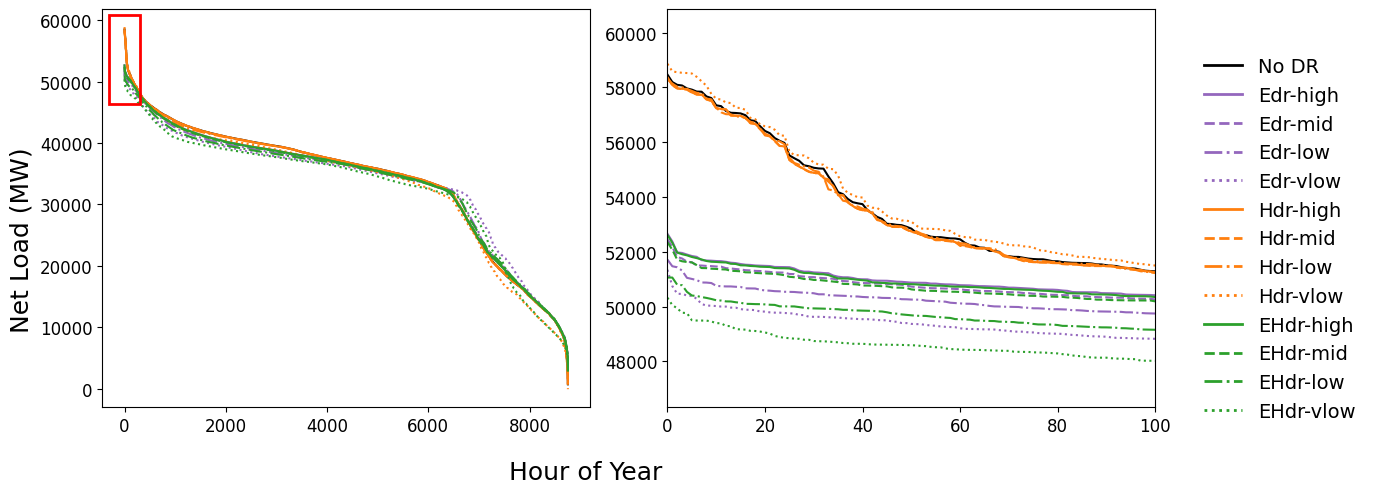 Net Load (MW)
60000
50000
40000
30000
20000
10000
0
0 2000 4000 6000 8000
60000
58000
56000
54000
52000
50000
48000
0 20 40 60 80 100
Hour of Year
No DR
Edr-high
Edr-mid
Edr-low
Edr-vlow
Hdr-high
Hdr-mid
Hdr-low
Hdr-vlow
EHdr-high
EHdr-mid
EHdr-low
EHdr-vlow